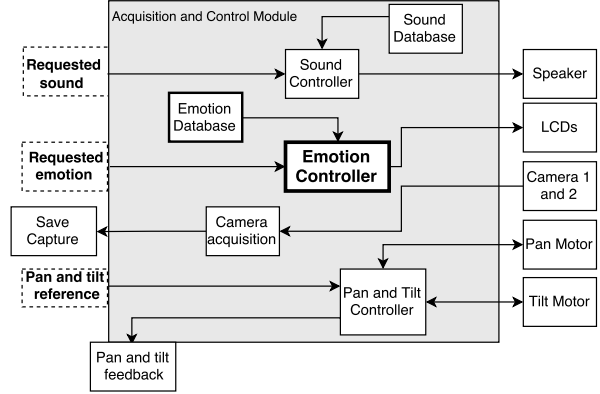 Acquisition and Control Module
Sound
Database
Requested
sound
Sound
Controller
Speaker
Emotion
Database
LCDs
Requested
emotion
Emotion
Controller
Camera 1
and 2
Save
Capture
Camera
acquisition
Pan Motor
Pan and tilt
reference
Pan and Tilt
Controller
Tilt Motor
Pan and tilt
feedback